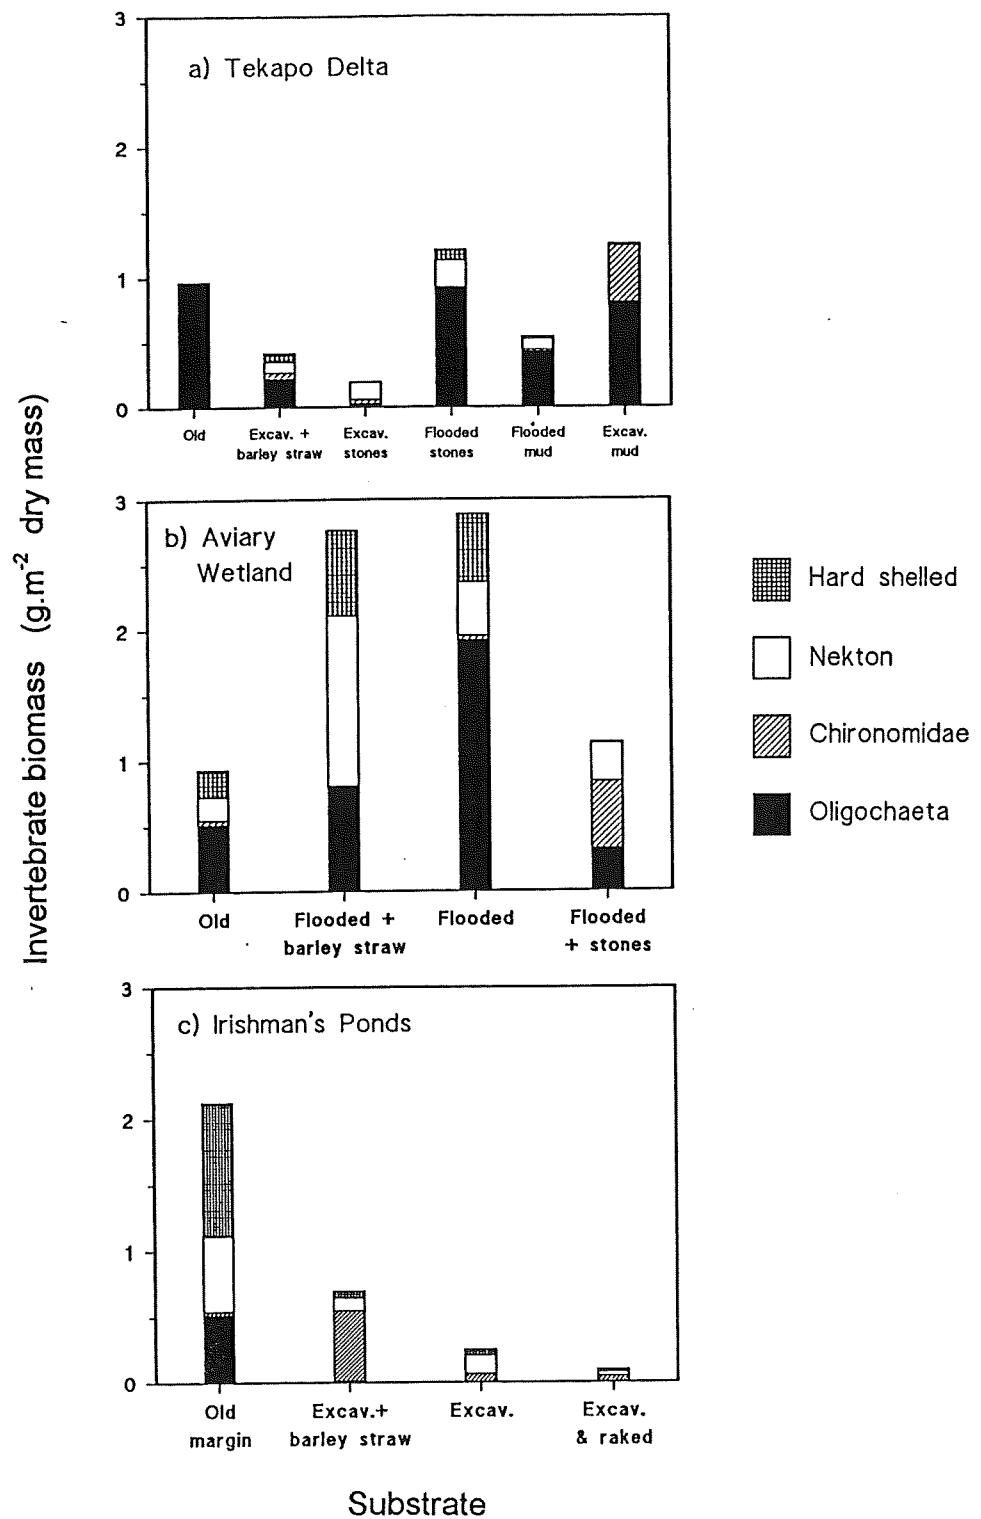 3
a) Tekapo Delta
2
1
0
Old
Excav. +
barley straw
Excav.
stones
Flooded
stones
Flooded
mud
Excav.
mud
3
b) Aviary
Wetland
2
1
0
Old
Flooded +
barley straw
Flooded
Flooded
+ stones
Hard shelled
Nekton
Chironomidae
Oligochaeta
Invertebrate biomass (g.m⁻² dry mass)
3
c) Irishman's Ponds
2
1
0
Old
margin
Excav.+
barley straw
Excav.
Excav.
& raked
Substrate